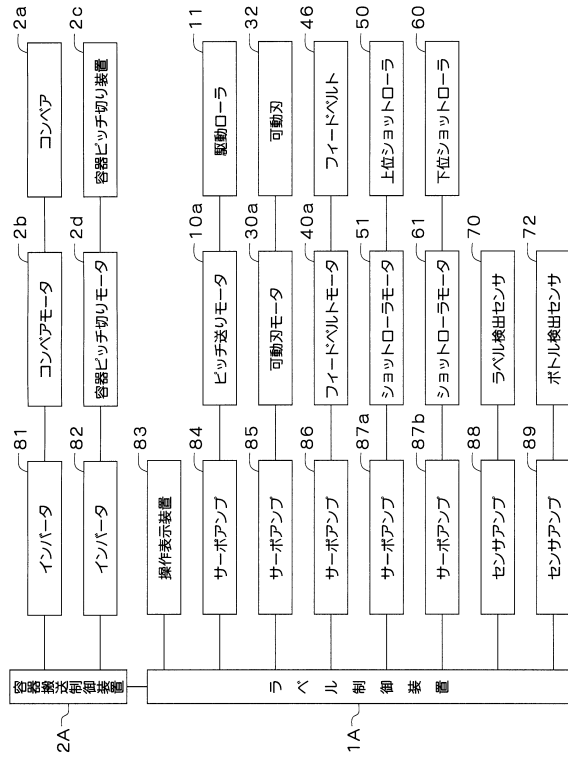 2A
容器搬送制御装置
81
インバータ
2b
コンベアモータ
2a
コンベア
82
インバータ
2d
容器ピッチ切りモータ
2c
容器ピッチ切り装置
1A
ラベル制御装置
83
操作表示装置
84
サーボアンプ
10a
ピッチ送りモータ
11
駆動ローラ
85
サーボアンプ
30a
可動刃モータ
32
可動刃
86
サーボアンプ
40a
フィードベルトモータ
46
フィードベルト
87a
サーボアンプ
51
ショットローラモータ
50
上位ショットローラ
87b
サーボアンプ
61
ショットローラモータ
60
下位ショットローラ
88
センサアンプ
70
ラベル検出センサ
89
センサアンプ
72
ボトル検出センサ